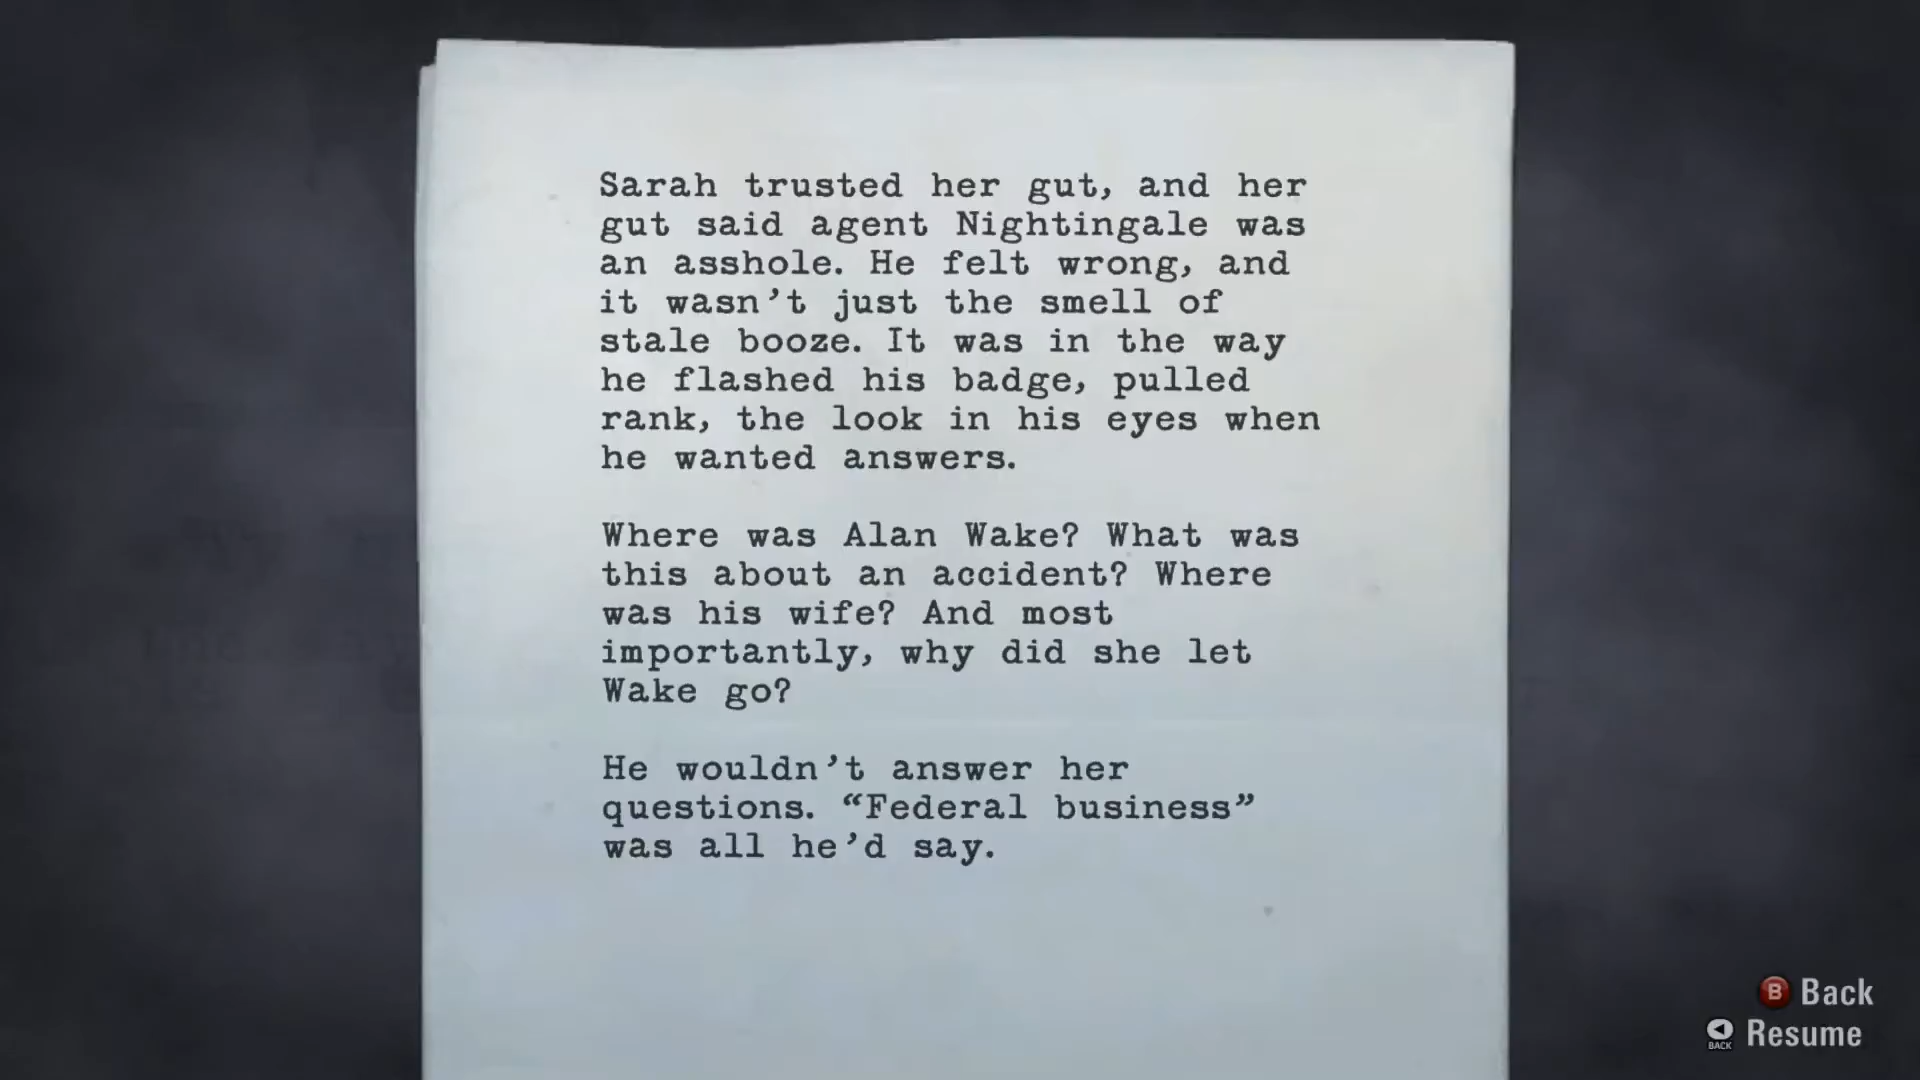 Sarah trusted her gut, and her
gut said agent Nightingale was
an asshole. He felt wrong, and
it wasn’t just the smell of
stale booze. It was in the way
he flashed his badge, pulled
rank, the look in his eyes when
he wanted answers.
Where was Alan Wake? What was
this about an accident? Where
was his wife? And most
importantly, why did she let
Wake go?
He wouldn’t answer her
questions. “Federal business”
was all he’d say.
B Back
BACK Resume